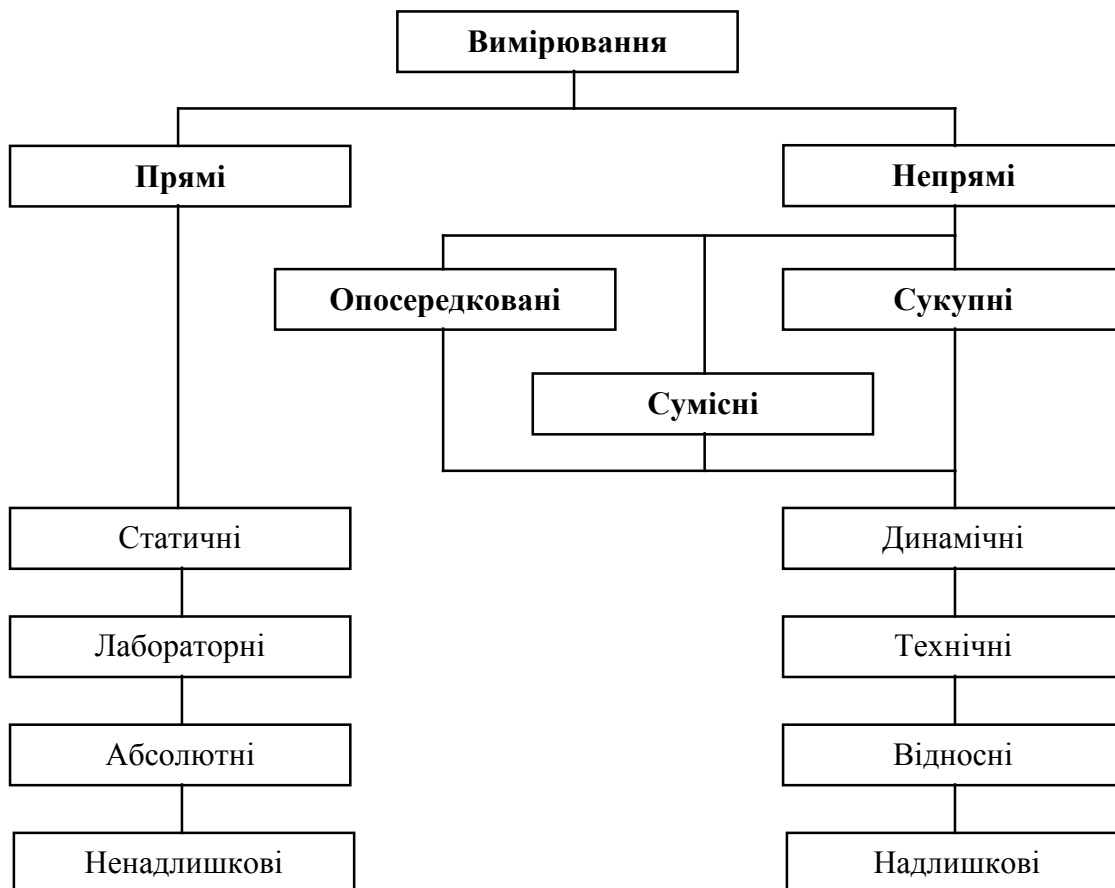 Вимірювання
Прямі
Непрямі
Опосередковані
Сукупні
Сумісні
Статичні
Динамічні
Лабораторні
Технічні
Абсолютні
Відносні
Ненадлишкові
Надлишкові